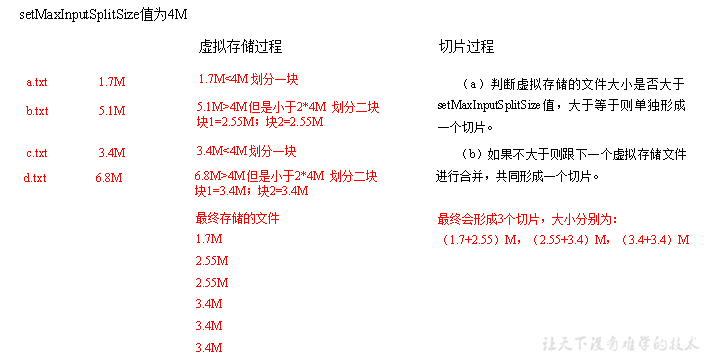 setMaxInputSplitSize值为4M
虚拟存储过程
切片过程
a.txt 1.7M 1.7M<4M 划分一块
b.txt 5.1M 5.1M>4M 但是小于2*4M 划分二块
块1=2.55M；块2=2.55M
c.txt 3.4M 3.4M<4M 划分一块
d.txt 6.8M 6.8M>4M 但是小于2*4M 划分二块
块1=3.4M；块2=3.4M
最终存储的文件
1.7M
2.55M
2.55M
3.4M
3.4M
3.4M
（a）判断虚拟存储的文件大小是否大于
setMaxInputSplitSize值，大于等于则单独形成
一个切片。
（b）如果不大于则跟下一个虚拟存储文件
进行合并，共同形成一个切片。
最终会形成3个切片，大小分别为：
（1.7+2.55）M，（2.55+3.4）M，（3.4+3.4）M
让天下没有难学的技术